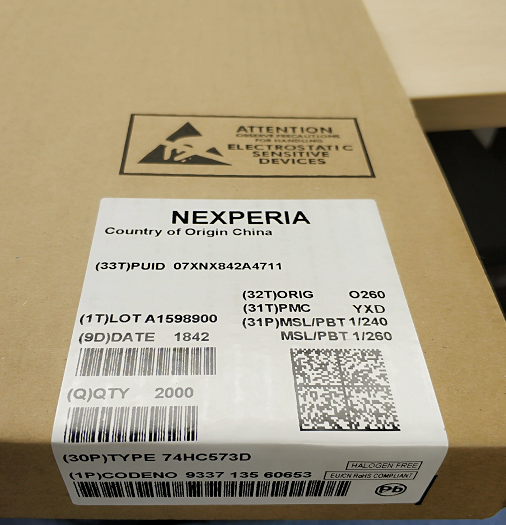 ATTENTION
OBSERVE PRECAUTIONS
FOR HANDLING
ELECTROSTATIC
SENSITIVE
DEVICES
NEXPERIA
Country of Origin China
(33T)PUID 07XNX842A4711
(32T)ORIG O260
(31T)PMC YXD
(1T)LOT A1598900
(31P)MSL/PBT 1/240
(9D)DATE 1842
MSL/PBT 1/260
(Q)QTY 2000
(30P)TYPE 74HC573D
HALOGEN FREE
(1P)CODENO 9337 135 60653
EU/CN RoHS COMPLIANT
Pb